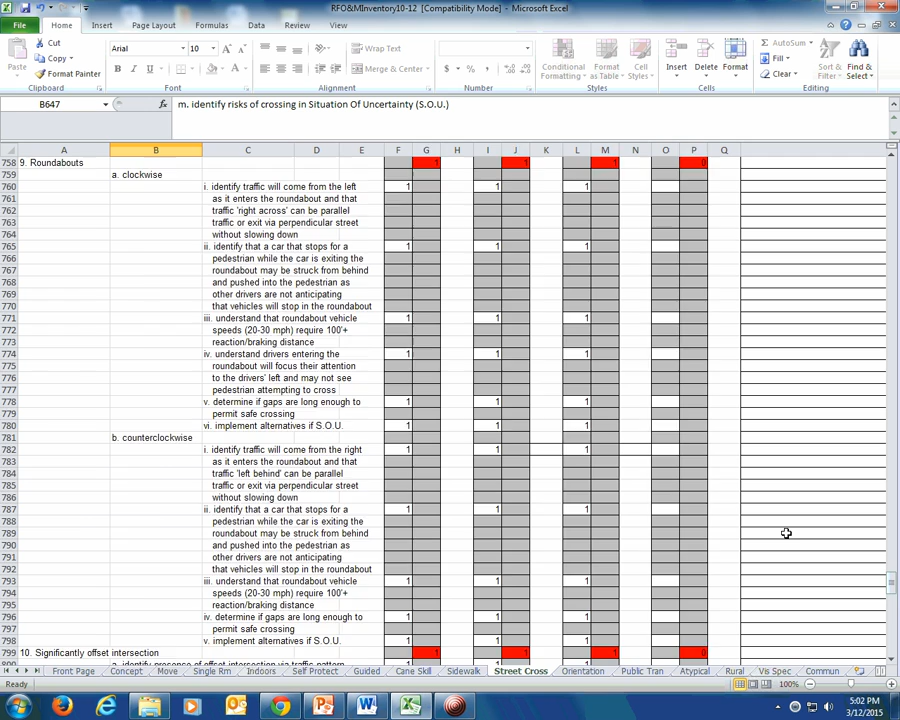 RFO&MInventory10-12 [Compatibility Mode] - Microsoft Excel
File Home Insert Page Layout Formulas Data Review View
Cut
Copy
Format Painter
Paste
Clipboard
Arial 10
Font
Wrap Text
Merge & Center
Alignment
Number
Conditional Formatting
Format as Table
Cell Styles
Styles
Insert Delete Format
Cells
AutoSum
Fill
Clear
Sort & Filter
Find & Select
Editing
B647 fx m. identify risks of crossing in Situation Of Uncertainty (S.O.U.)
A B C D E F G H I J K L M N O P Q
758 9. Roundabouts 1 1 1 0
759 a. clockwise
760 i. identify traffic will come from the left 1 1 1
761 as it enters the roundabout and that
762 traffic 'right across' can be parallel
763 traffic or exit via perpendicular street
764 without slowing down
765 ii. identify that a car that stops for a 1 1 1
766 pedestrian while the car is exiting the
767 roundabout may be struck from behind
768 and pushed into the pedestrian as
769 other drivers are not anticipating
770 that vehicles will stop in the roundabout
771 iii. understand that roundabout vehicle 1 1 1
772 speeds (20-30 mph) require 100'+
773 reaction/braking distance
774 iv. understand drivers entering the 1 1 1
775 roundabout will focus their attention
776 to the drivers' left and may not see
777 pedestrian attempting to cross
778 v. determine if gaps are long enough to 1 1 1
779 permit safe crossing
780 vi. implement alternatives if S.O.U. 1 1 1
781 b. counterclockwise
782 i. identify traffic will come from the right 1 1 1
783 as it enters the roundabout and that
784 traffic 'left behind' can be parallel
785 traffic or exit via perpendicular street
786 without slowing down
787 ii. identify that a car that stops for a 1 1 1
788 pedestrian while the car is exiting the
789 roundabout may be struck from behind
790 and pushed into the pedestrian as
791 other drivers are not anticipating
792 that vehicles will stop in the roundabout
793 iii. understand that roundabout vehicle 1 1 1
794 speeds (20-30 mph) require 100'+
795 reaction/braking distance
796 iv. determine if gaps are long enough to 1 1 1
797 permit safe crossing
798 v. implement alternatives if S.O.U. 1 1 1
799 10. Significantly offset intersection 1 1 1 0
800 a. identify presence of offset intersection via traffic pattern
Front Page Concept Move Single Rm Indoors Self Protect Guided Cane Skill Sidewalk Street Cross Orientation Public Tran Atypical Rural Vis Spec Commun
Ready 100%
5:02 PM
3/12/2015